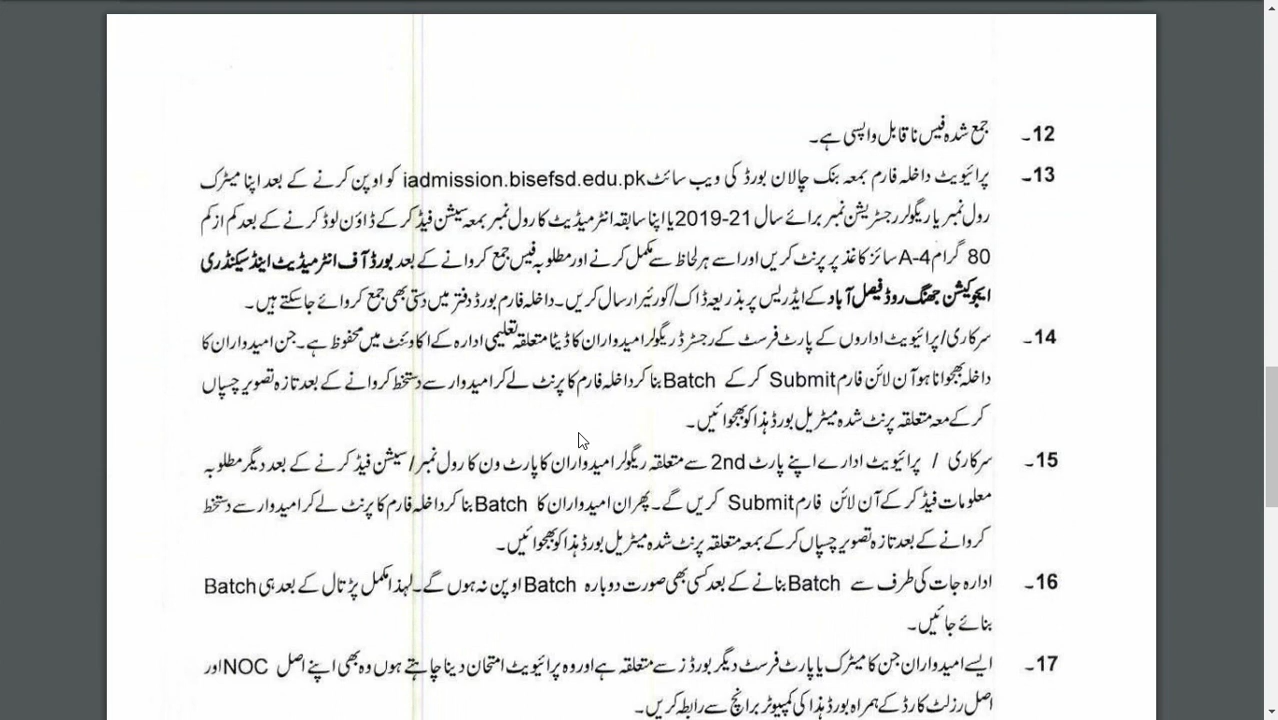 12۔ جمع شدہ فیس ناقابل واپسی ہے۔
13۔ پرائیویٹ داخلہ فارم بمعہ بنک چالان بورڈ کی ویب سائٹ iadmission.bisefsd.edu.pk کو اوپن کرنے کے بعد اپنا میٹرک
رول نمبر یا ریگولر رجسٹریشن نمبر برائے سال 21-2019 یا اپنا سابقہ انٹرمیڈیٹ کا رول نمبر بمعہ سیشن فیڈ کر کے ڈاؤن لوڈ کرنے کے بعد کم از کم
80 گرام A-4 سائز کاغذ پر پرنٹ کریں اور اسے ہر لحاظ سے مکمل کرنے اور مطلوبہ فیس جمع کروانے کے بعد بورڈ آف انٹرمیڈیٹ اینڈ سیکنڈری
ایجوکیشن جھنگ روڈ فیصل آباد کے ایڈریس پر بذریعہ ڈاک/کورئیر ارسال کریں۔ داخلہ فارم بورڈ دفتر میں دستی بھی جمع کروائے جا سکتے ہیں۔
14۔ سرکاری/پرائیویٹ اداروں کے پارٹ فرسٹ کے رجسٹرڈ ریگولر امیدواران کا ڈیٹا متعلقہ تعلیمی ادارہ کے اکاونٹ میں محفوظ ہے۔ جن امیدواران کا
داخلہ بھجوانا ہو آن لائن فارم Submit کر کے Batch بنا کر داخلہ فارم کا پرنٹ لے کر امیدوار سے دستخط کروانے کے بعد تازہ تصویر چسپاں
کر کے معہ متعلقہ پرنٹ شدہ میٹریل بورڈ ہذا کو بھجوائیں۔
15۔ سرکاری / پرائیویٹ ادارے اپنے پارٹ 2nd سے متعلقہ ریگولر امیدواران کا پارٹ ون کا رول نمبر/سیشن فیڈ کرنے کے بعد دیگر مطلوبہ
معلومات فیڈ کر کے آن لائن فارم Submit کریں گے۔ پھر ان امیدواران کا Batch بنا کر داخلہ فارم کا پرنٹ لے کر امیدوار سے دستخط
کروانے کے بعد تازہ تصویر چسپاں کر کے بمعہ متعلقہ پرنٹ شدہ میٹریل بورڈ ہذا کو بھجوائیں۔
16۔ ادارہ جات کی طرف سے Batch بنانے کے بعد کسی بھی صورت دوبارہ Batch اوپن نہ ہوں گے۔ لہذا مکمل پڑتال کے بعد ہی Batch
بنائے جائیں۔
17۔ ایسے امیدواران جن کا میٹرک یا پارٹ فرسٹ دیگر بورڈز سے متعلقہ ہے اور وہ پرائیویٹ امتحان دینا چاہتے ہوں وہ بھی اپنے اصل NOC اور
اصل رزلٹ کارڈ کے ہمراہ بورڈ ہذا کی کمپیوٹر برانچ سے رابطہ کریں۔